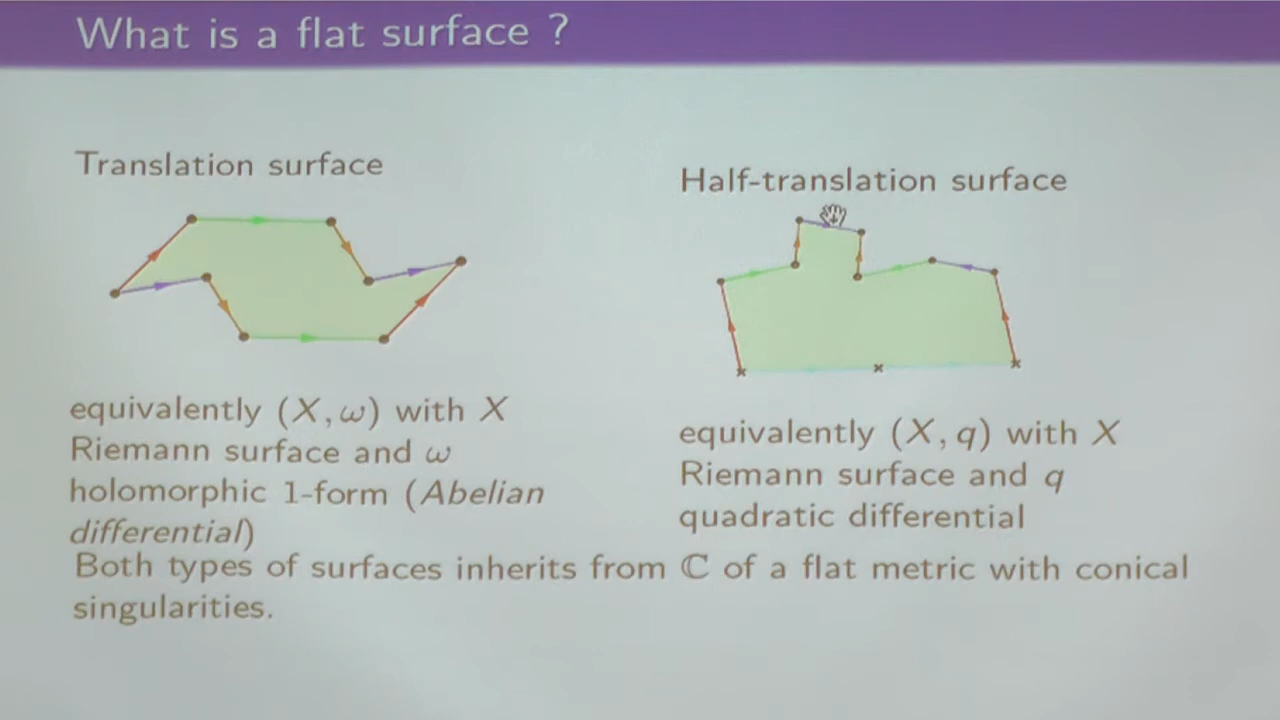 What is a flat surface ?
Translation surface
equivalently (X, ω) with X
Riemann surface and ω
holomorphic 1-form (Abelian
differential)
Half-translation surface
equivalently (X, q) with X
Riemann surface and q
quadratic differential
Both types of surfaces inherits from ℂ of a flat metric with conical
singularities.